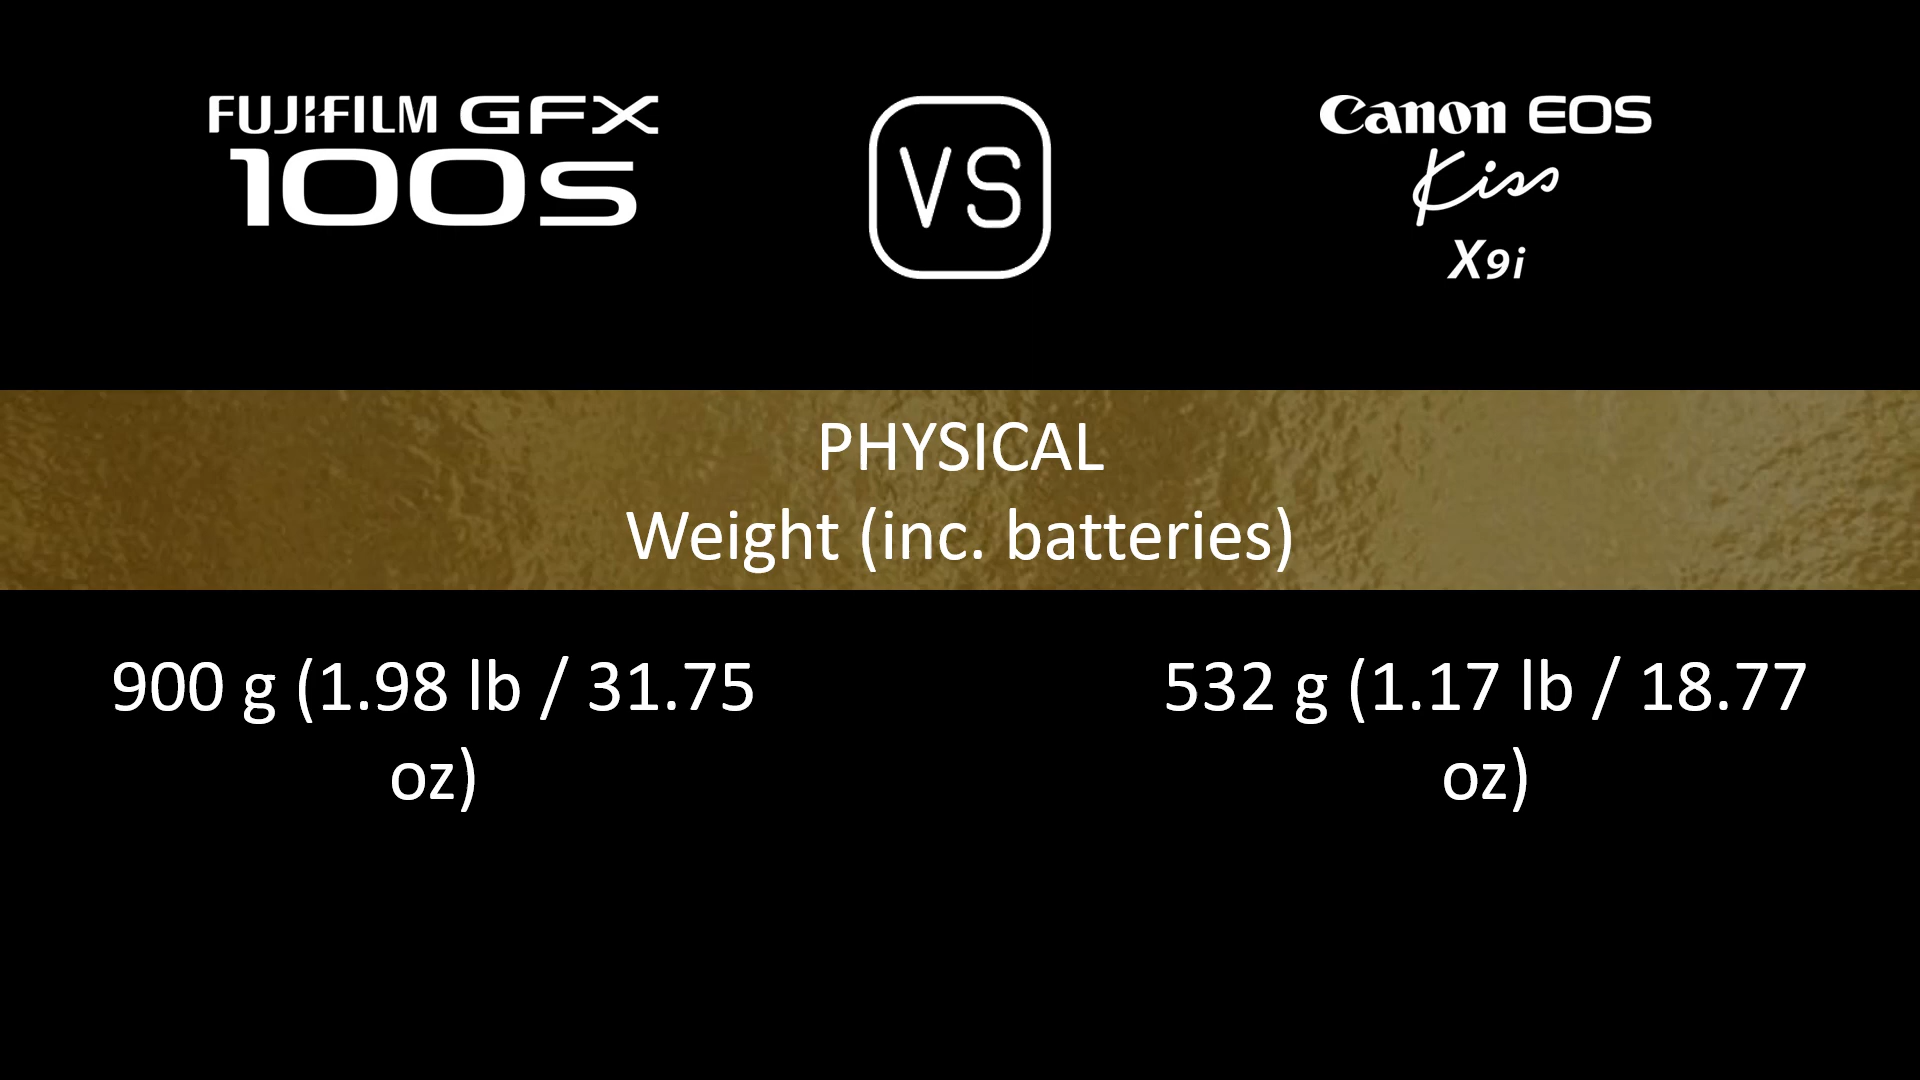 FUJIFILM GFX
100S
VS
Canon EOS
Kiss
X9i
PHYSICAL
Weight (inc. batteries)
900 g (1.98 lb / 31.75
oz)
532 g (1.17 lb / 18.77
oz)